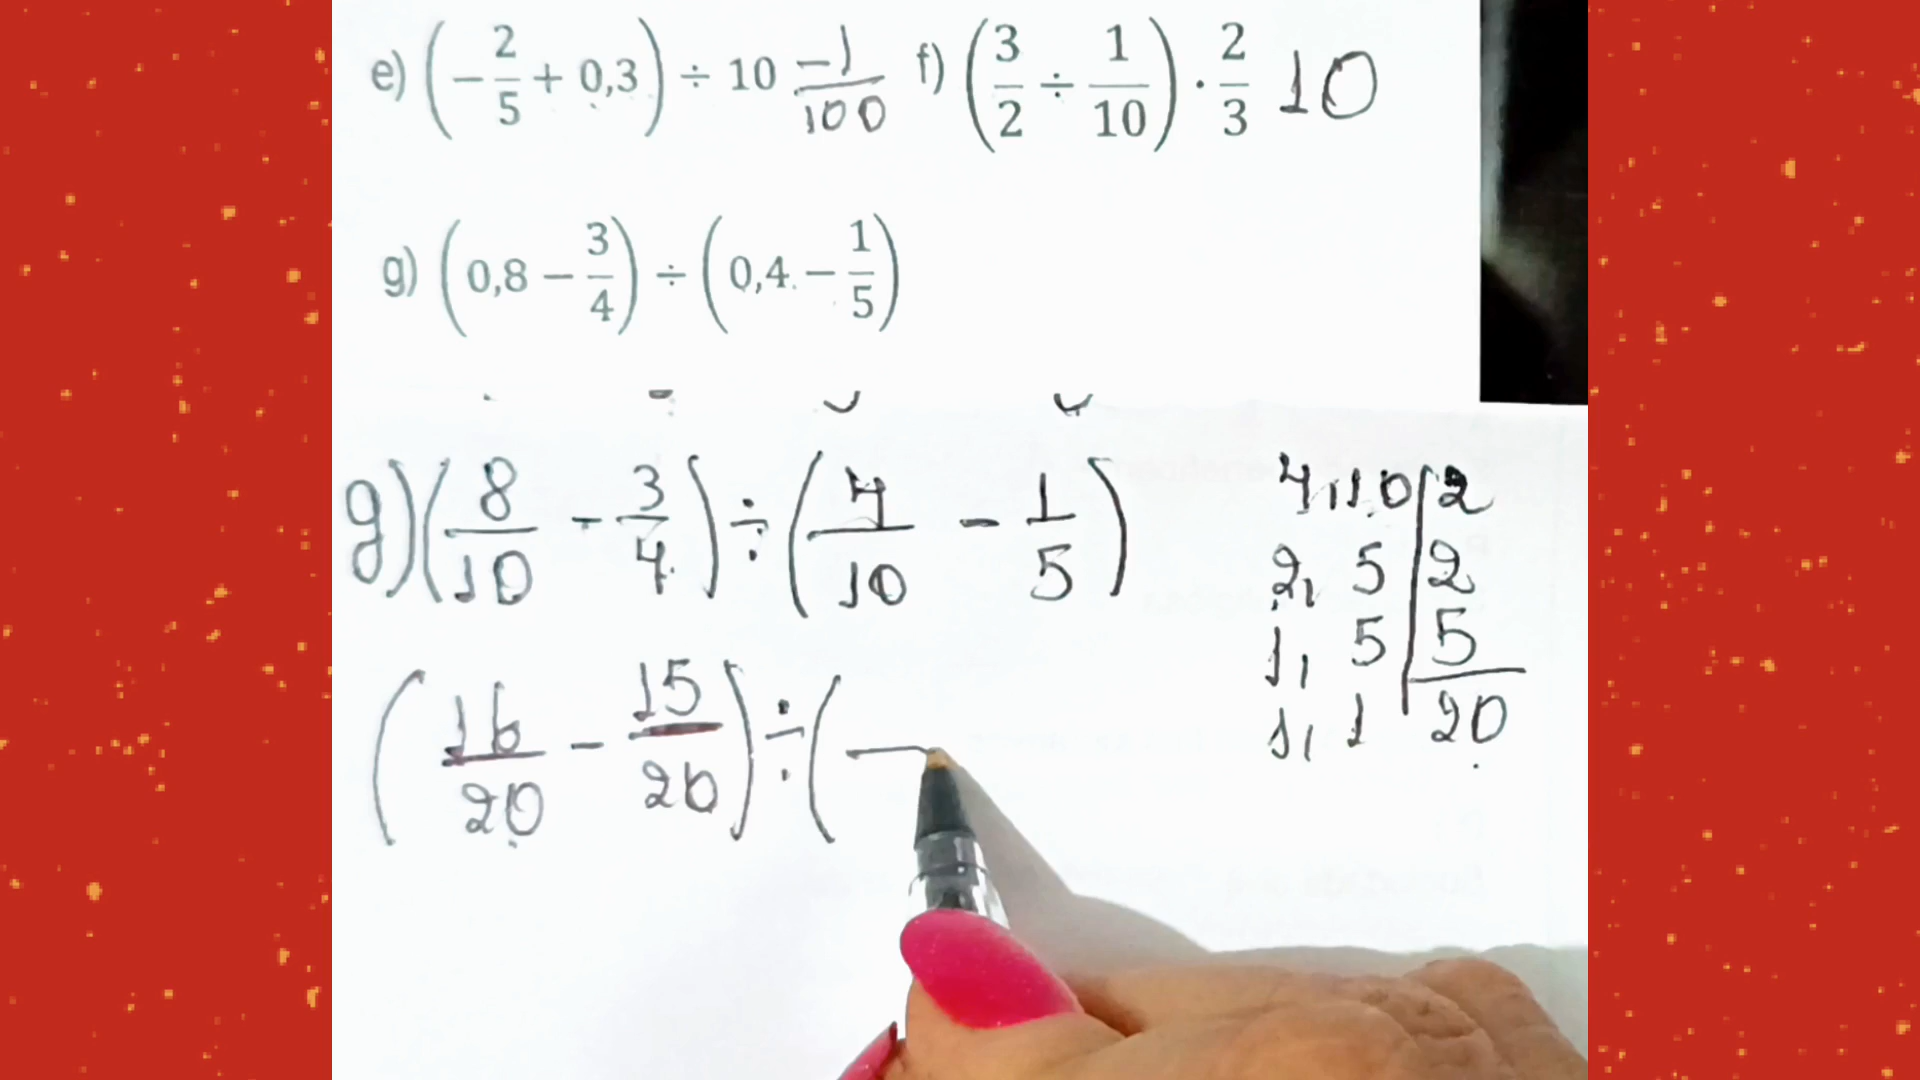 e) (−2/5 + 0,3) ÷ 10 −1/100 f) (3/2 ÷ 1/10) · 2/3 10
g) (0,8 − 3/4) ÷ (0,4 − 1/5)
g) (8/10 − 3/4) ÷ (4/10 − 1/5)
(16/20 − 15/20) ÷ (
4, 10 | 2
2, 5 | 2
1, 5 | 5
1, 1 20